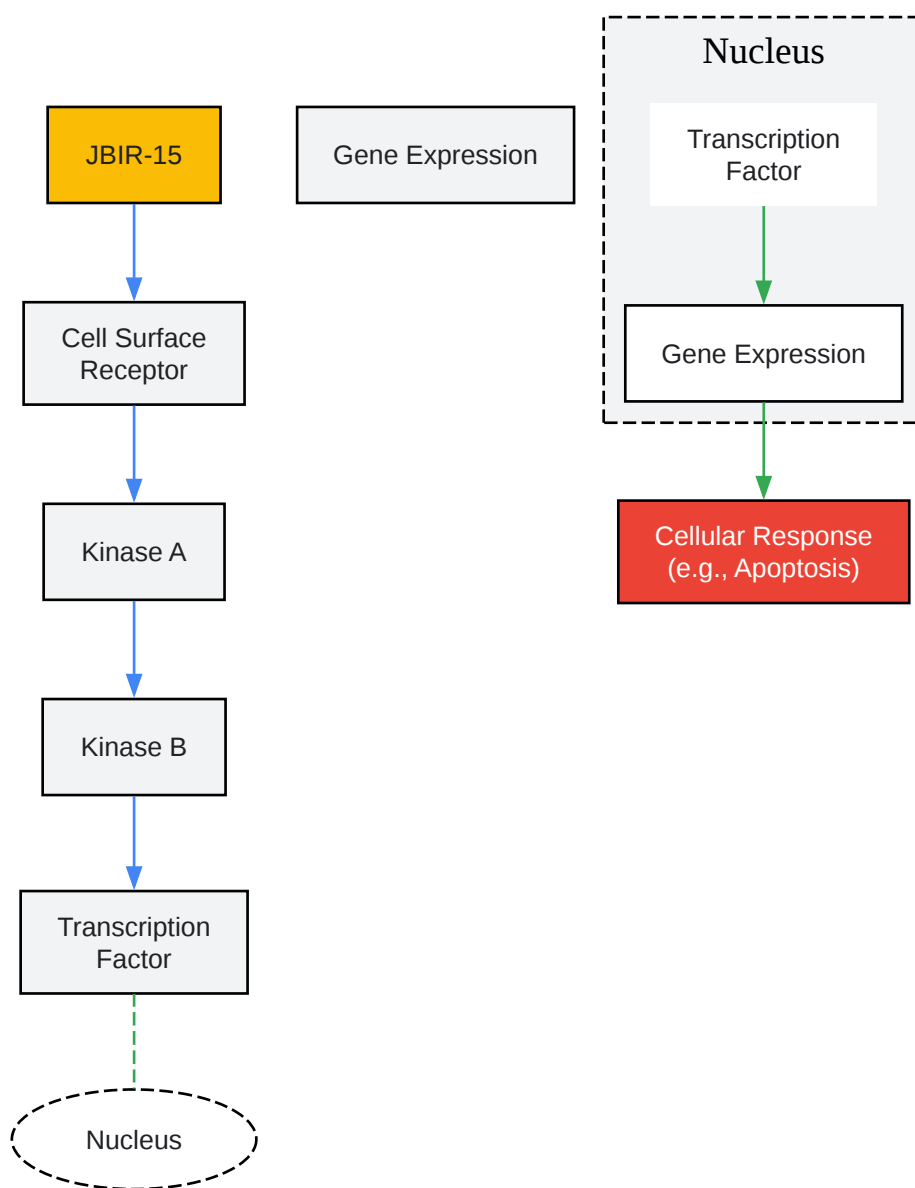 JBIR-15
Cell Surface
Receptor
Kinase A
Kinase B
Transcription
Factor
Nucleus
Gene Expression
Nucleus
Transcription
Factor
Gene Expression
Cellular Response
(e.g., Apoptosis)